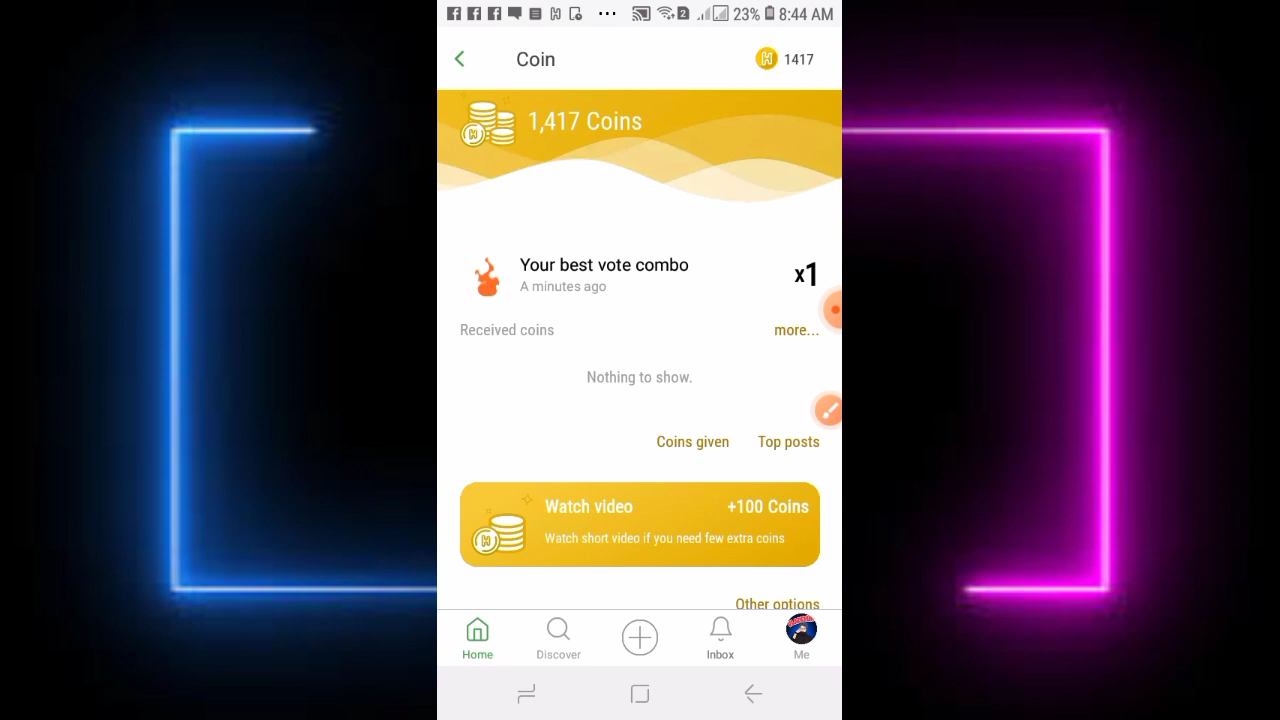 2 23% 8:44 AM
Coin 1417
1,417 Coins
Your best vote combo x1
A minutes ago
Received coins more...
Nothing to show.
Coins given Top posts
Watch video +100 Coins
Watch short video if you need few extra coins
Other options
Home Discover Inbox Me